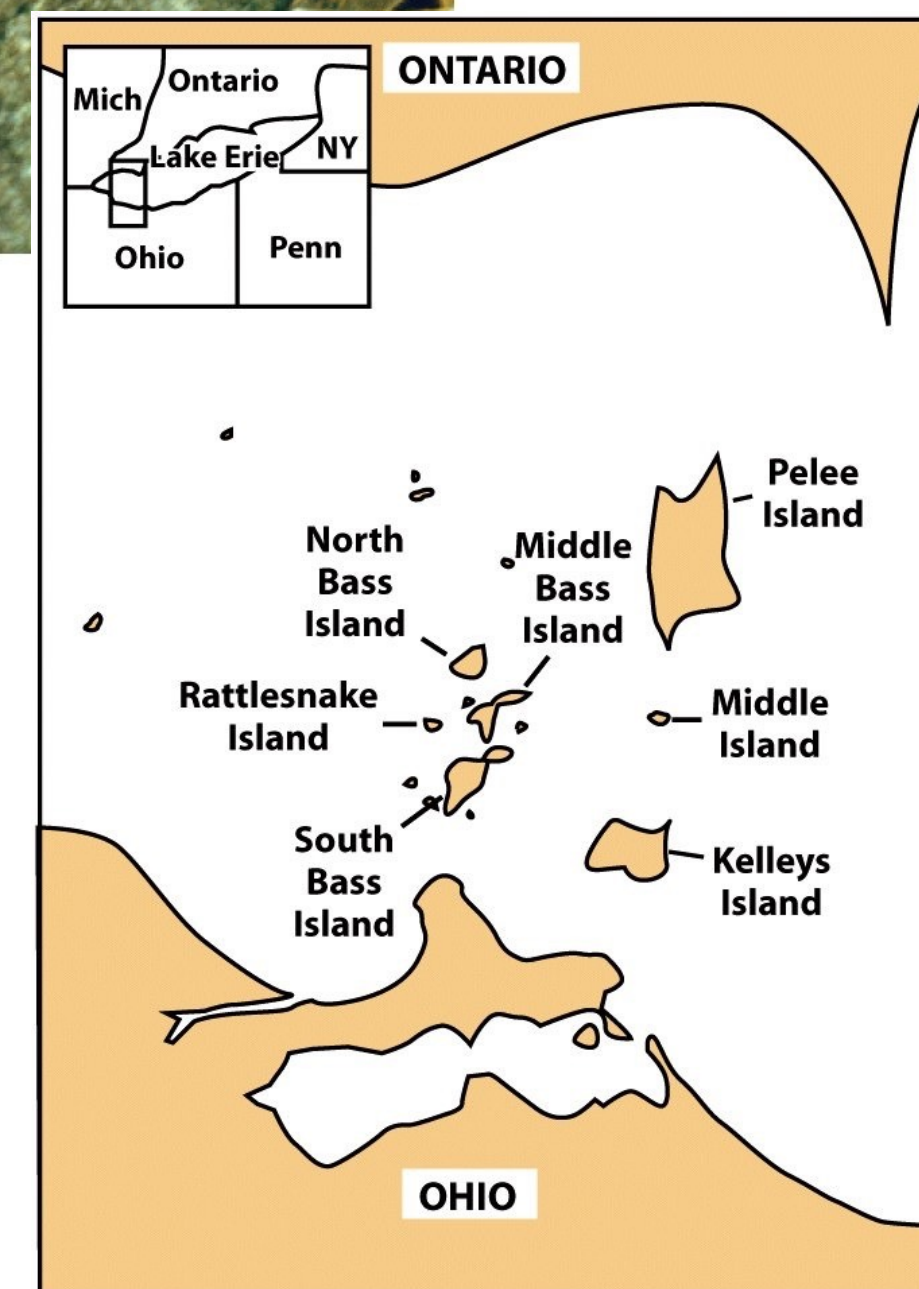 ONTARIO
Mich
Ontario
Lake Erie
NY
Ohio
Penn
Pelee
Island
North
Bass
Island
Middle
Bass
Island
Rattlesnake
Island
Middle
Island
South
Bass
Island
Kelleys
Island
OHIO